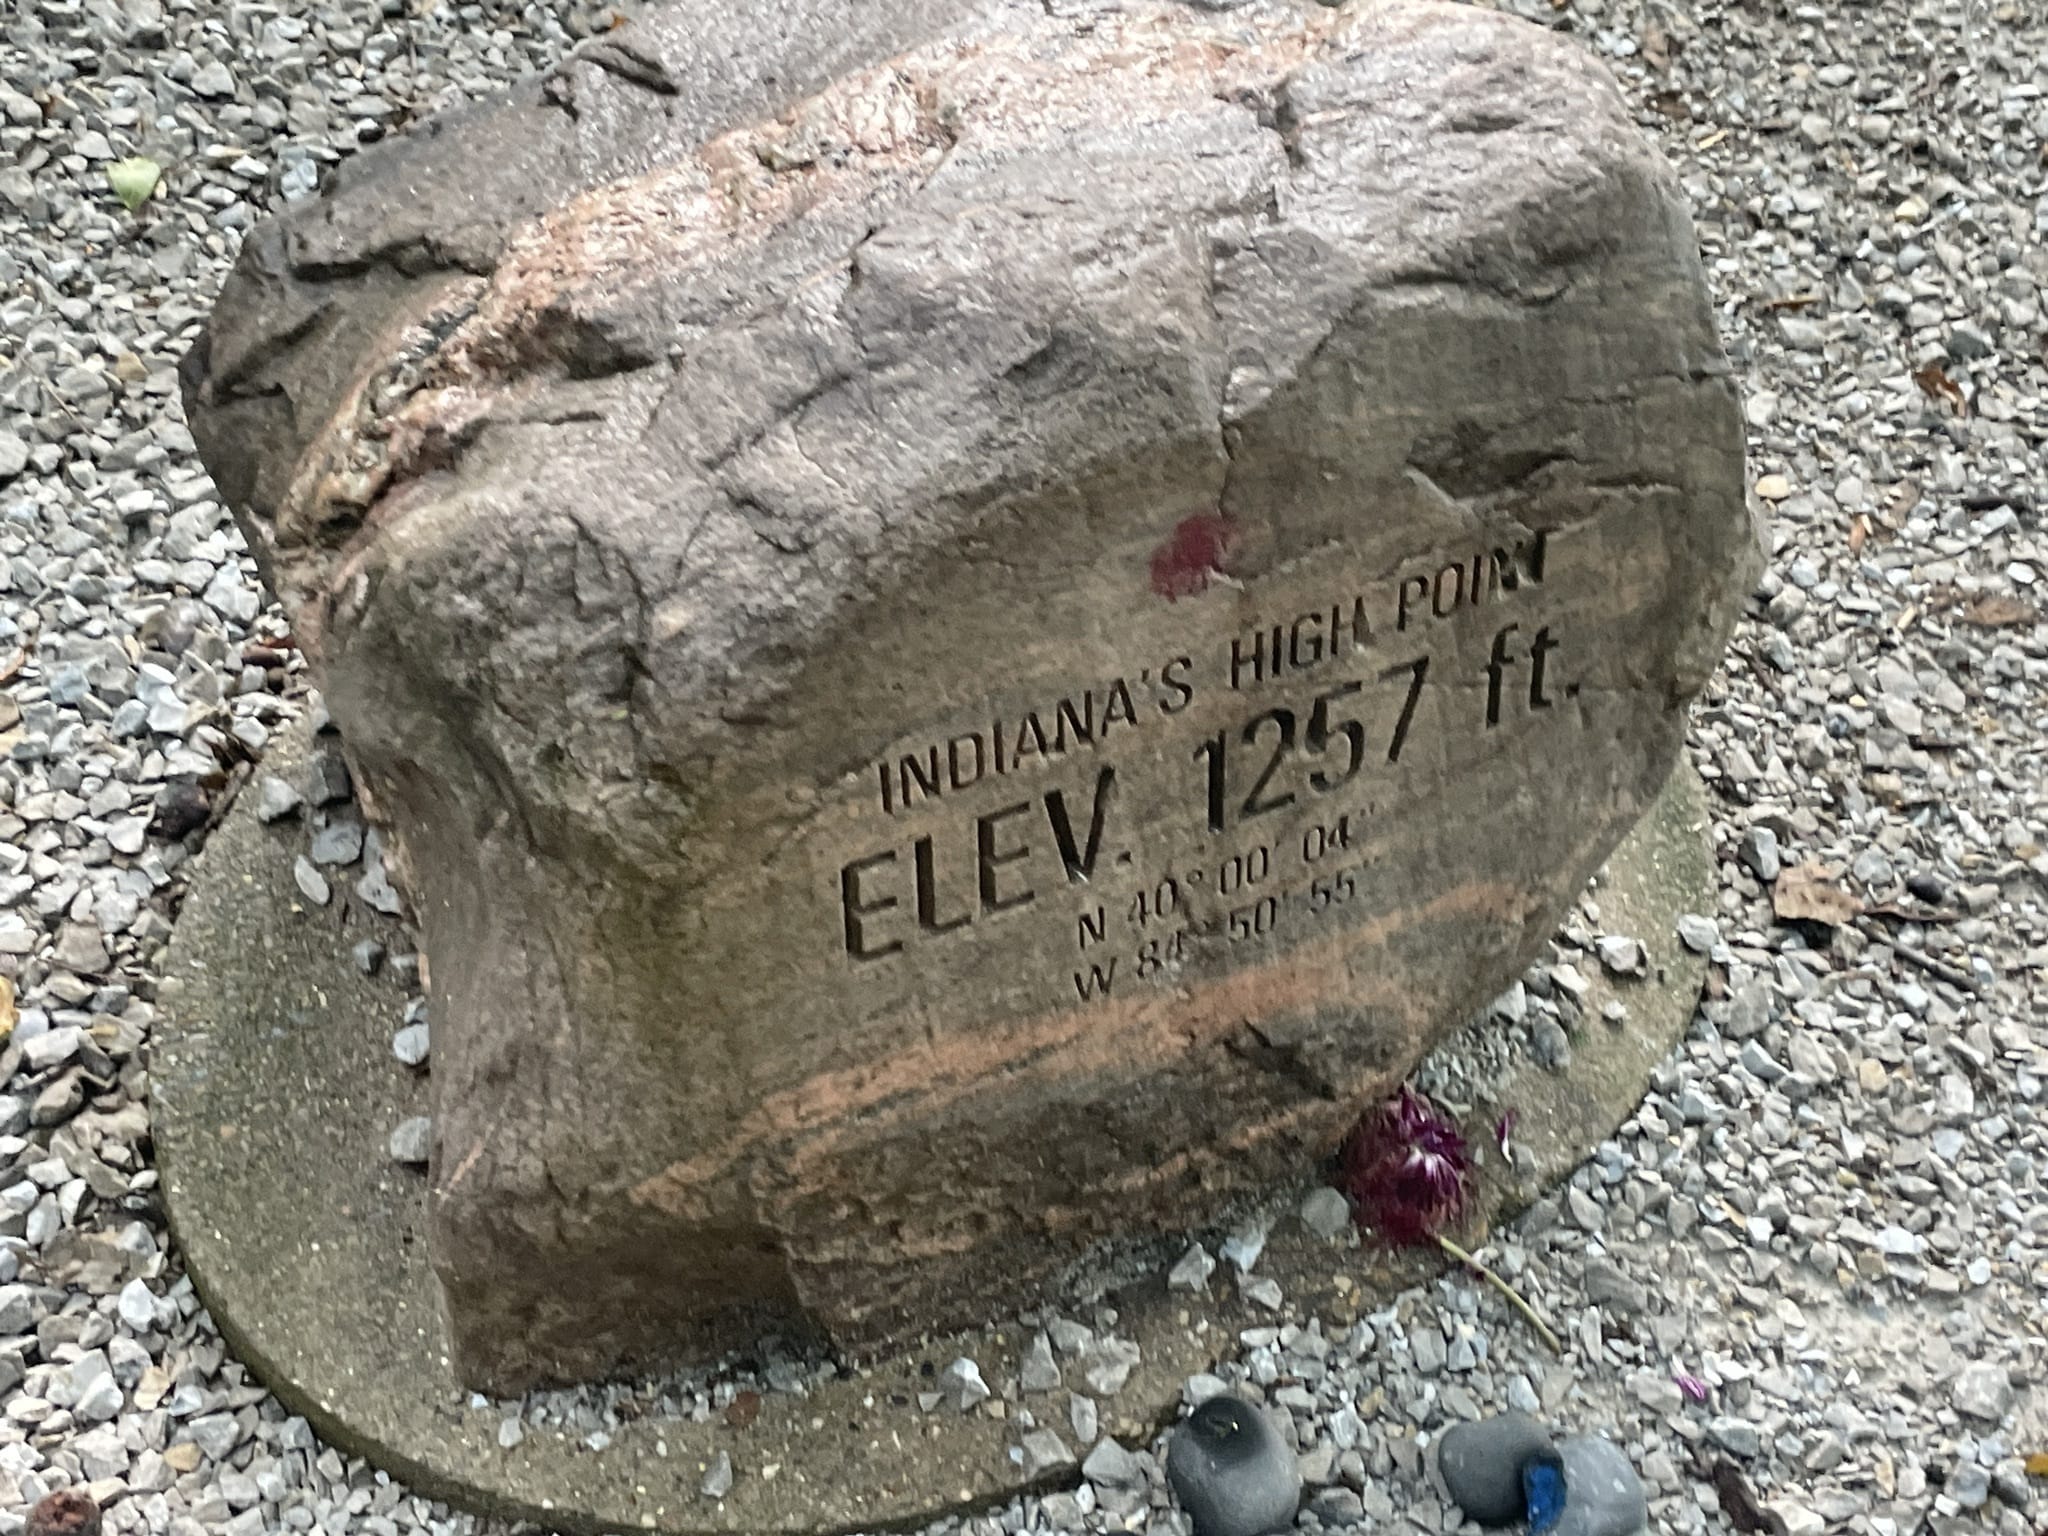 INDIANA'S HIGH POINT
ELEV. 1257 ft.
N 40° 00' 04"
W 84° 50' 55"